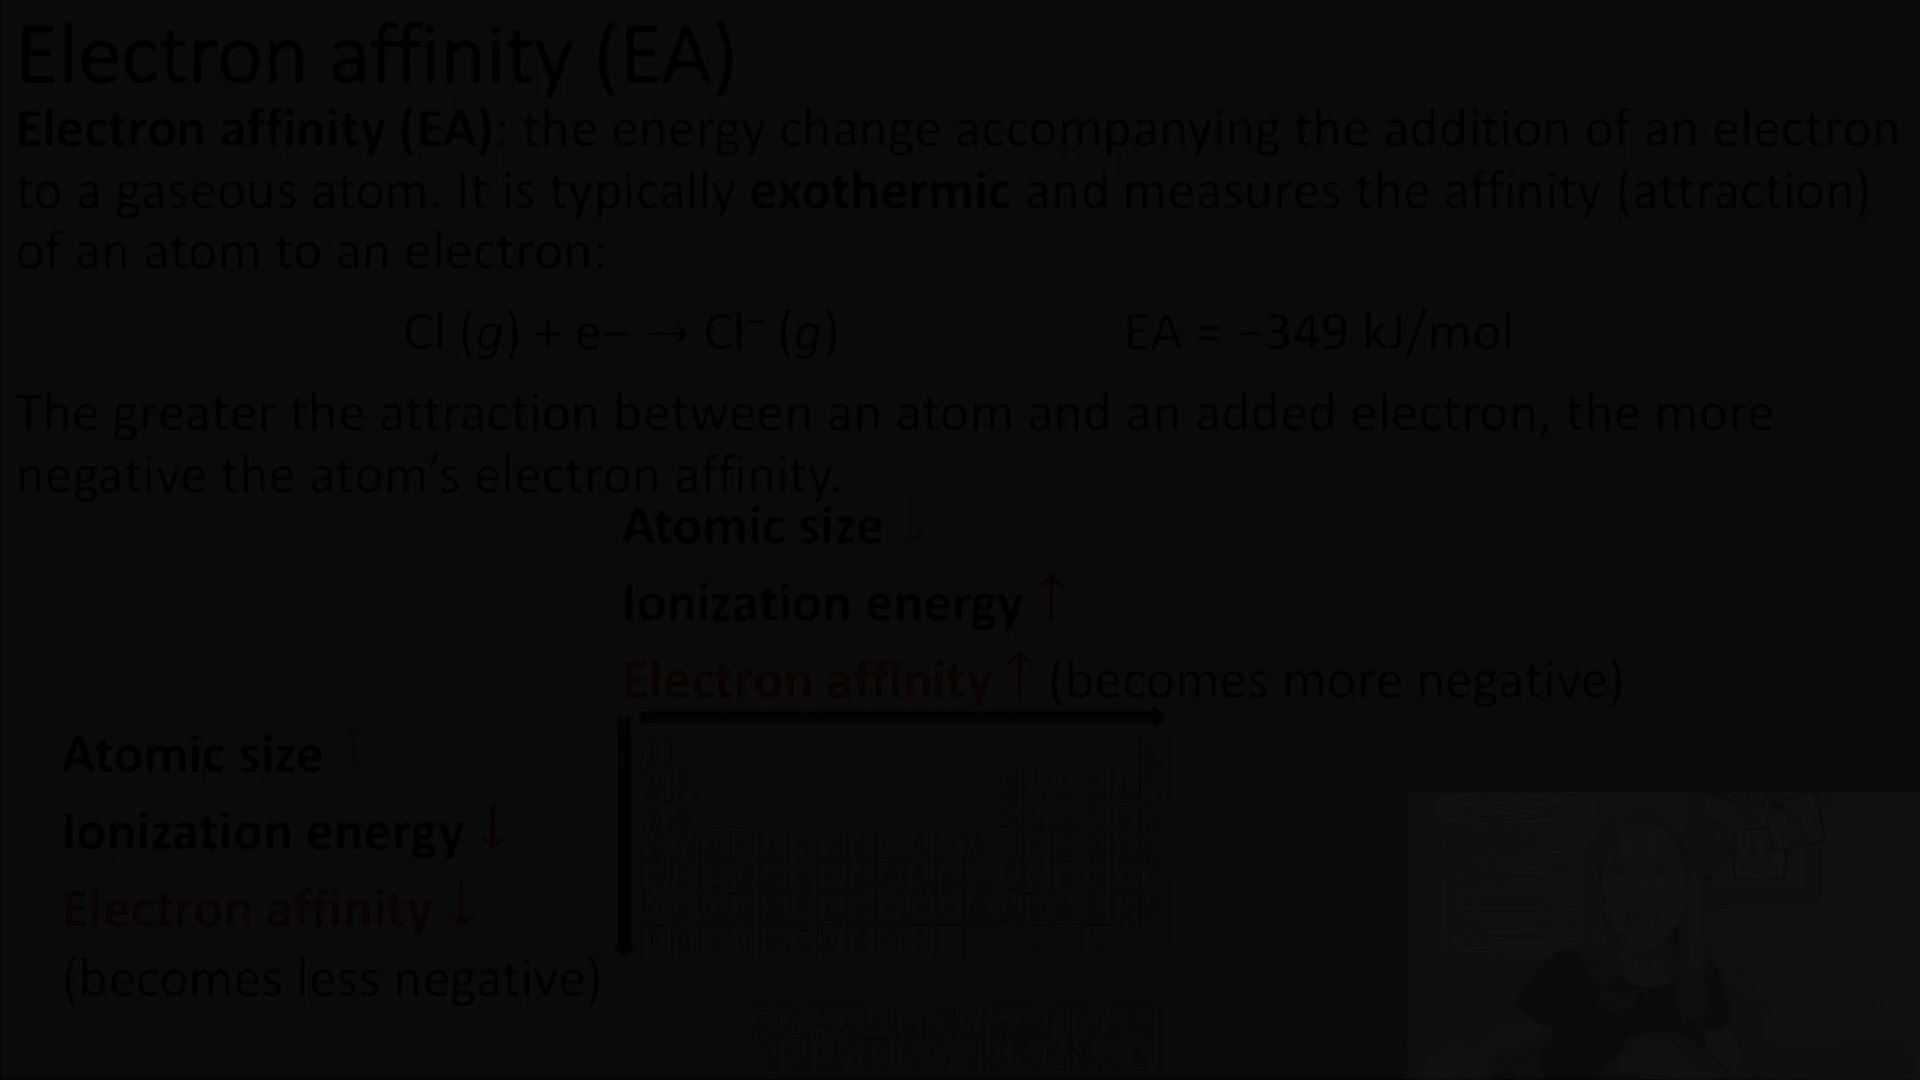 Electron affinity (EA)
Electron affinity (EA): the energy change accompanying the addition of an electron
to a gaseous atom. It is typically exothermic and measures the affinity (attraction)
of an atom to an electron:
Cl (g) + e– → Cl⁻ (g) EA = −349 kJ/mol
The greater the attraction between an atom and an added electron, the more
negative the atom’s electron affinity.
Atomic size ↓
Ionization energy ↑
Electron affinity ↑ (becomes more negative)
Atomic size ↑
Ionization energy ↓
Electron affinity ↓
(becomes less negative)